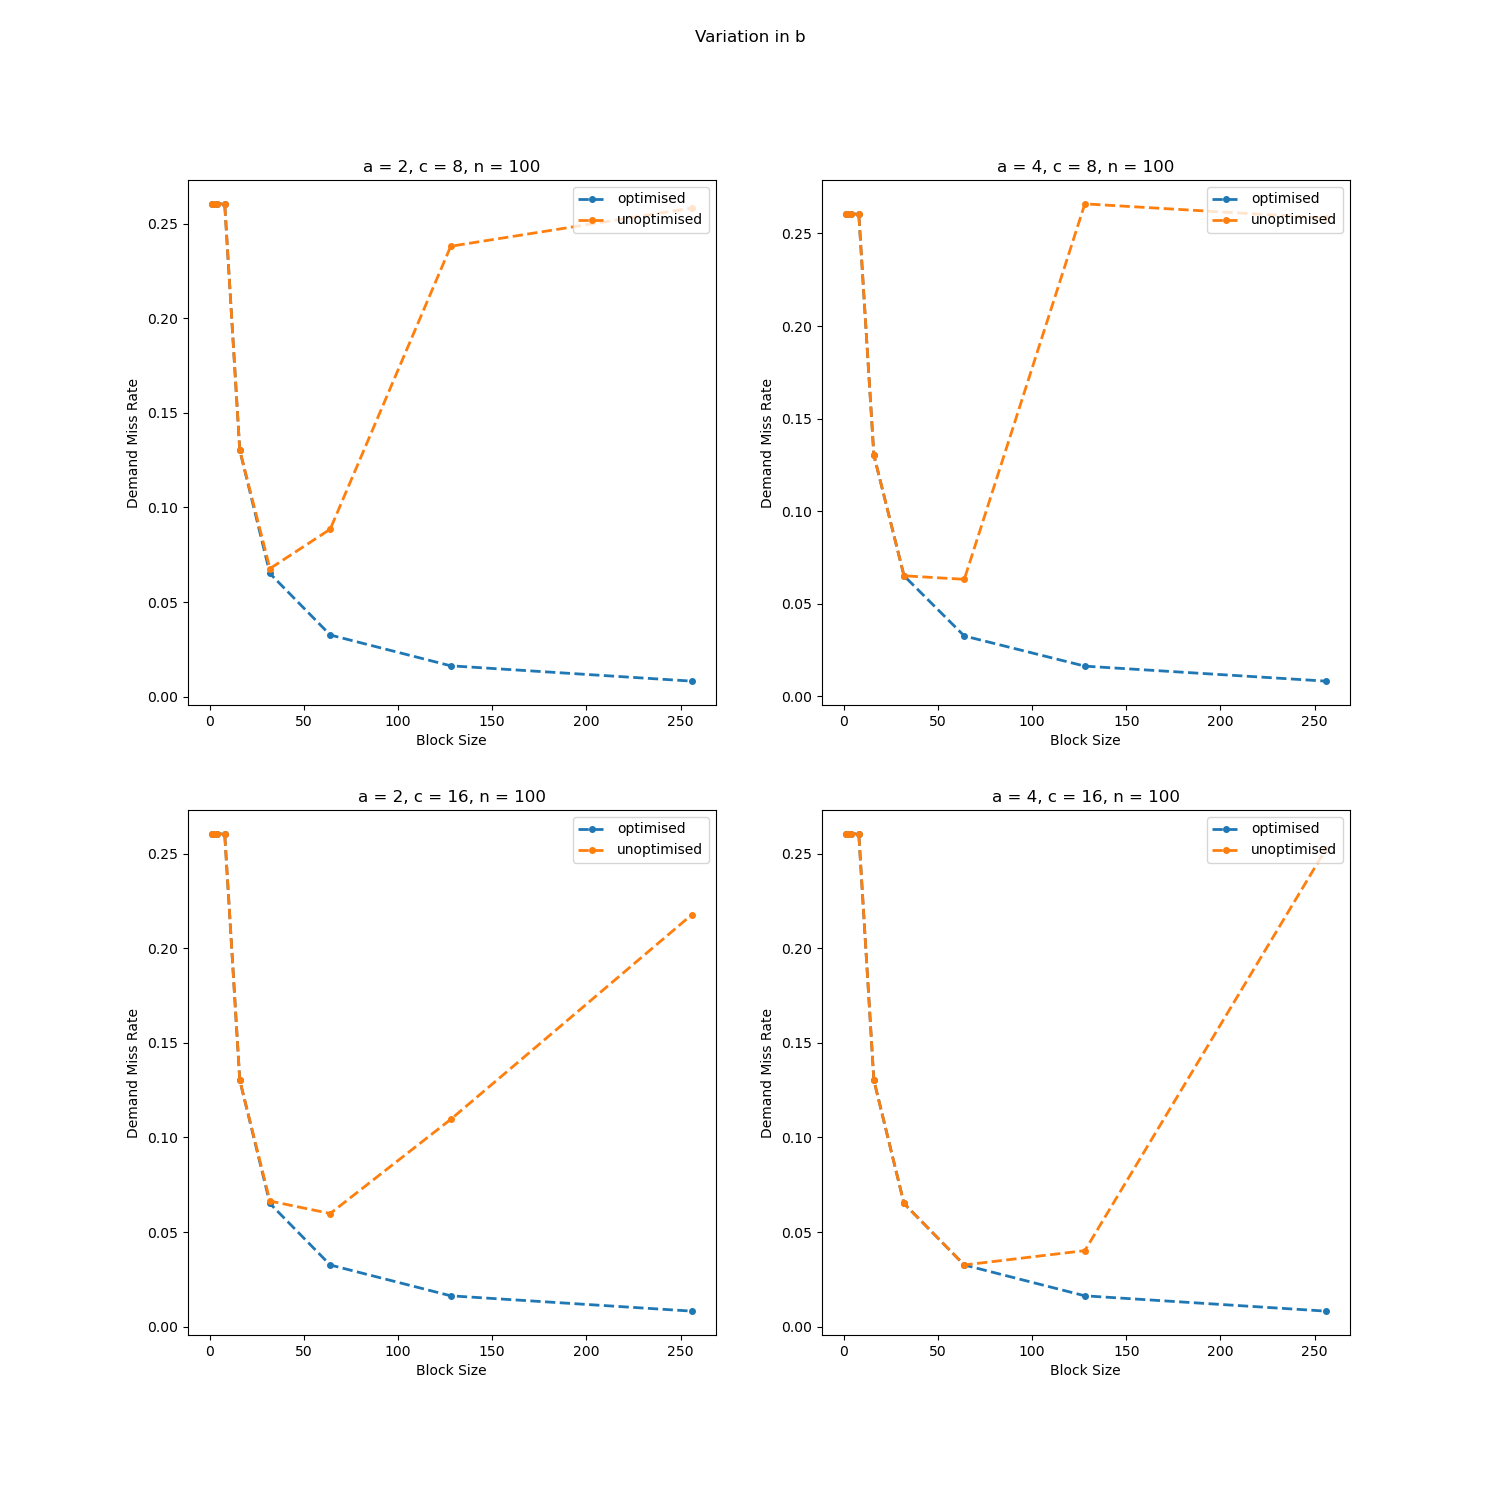 Variation in b
a = 2, c = 8, n = 100
optimised
unoptimised
0.25
0.20
0.15
0.10
0.05
0.00
Demand Miss Rate
0 50 100 150 200 250
Block Size
a = 4, c = 8, n = 100
optimised
unoptimised
0.25
0.20
0.15
0.10
0.05
0.00
Demand Miss Rate
0 50 100 150 200 250
Block Size
a = 2, c = 16, n = 100
optimised
unoptimised
0.25
0.20
0.15
0.10
0.05
0.00
Demand Miss Rate
0 50 100 150 200 250
Block Size
a = 4, c = 16, n = 100
optimised
unoptimised
0.25
0.20
0.15
0.10
0.05
0.00
Demand Miss Rate
0 50 100 150 200 250
Block Size